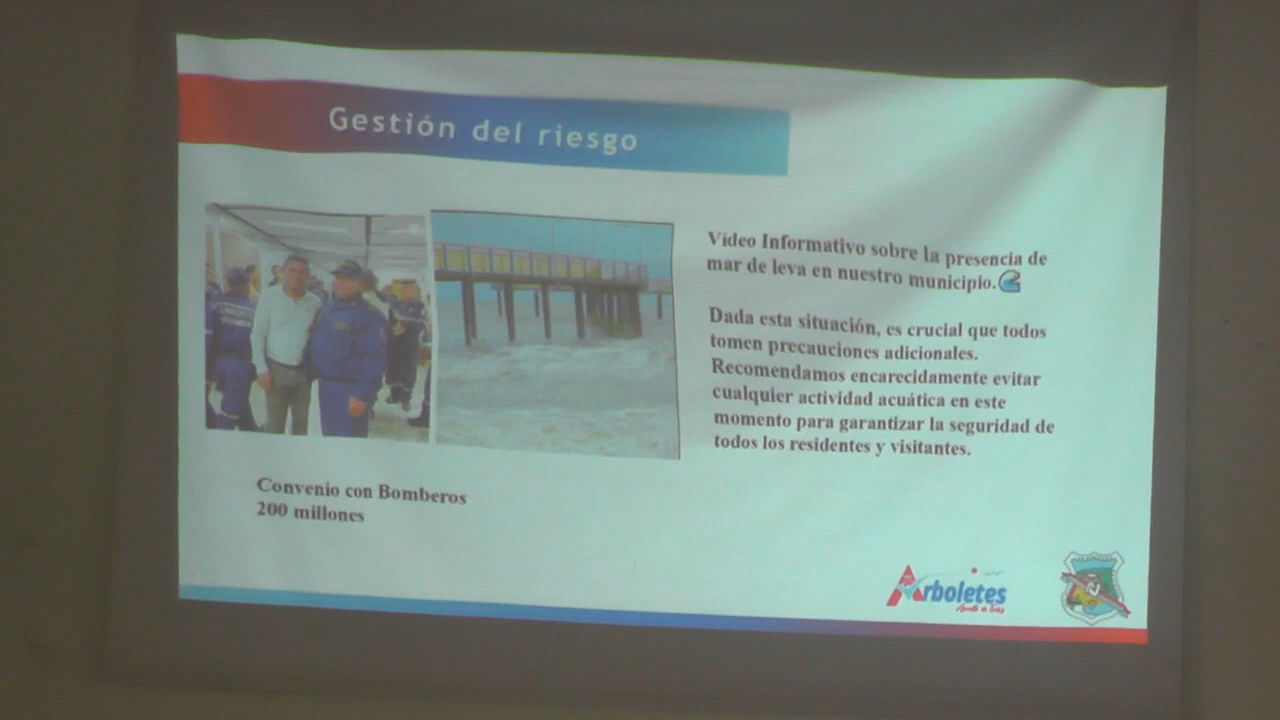 Gestión del riesgo
Vídeo Informativo sobre la presencia de
mar de leva en nuestro municipio.
Dada esta situación, es crucial que todos
tomen precauciones adicionales.
Recomendamos encarecidamente evitar
cualquier actividad acuática en este
momento para garantizar la seguridad de
todos los residentes y visitantes.
Convenio con Bomberos
200 millones
Arboletes